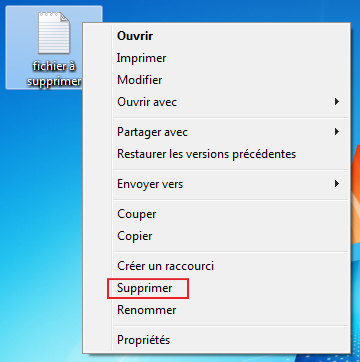 fichier à
supprimer
Ouvrir
Imprimer
Modifier
Ouvrir avec
Partager avec
Restaurer les versions précédentes
Envoyer vers
Couper
Copier
Créer un raccourci
Supprimer
Renommer
Propriétés